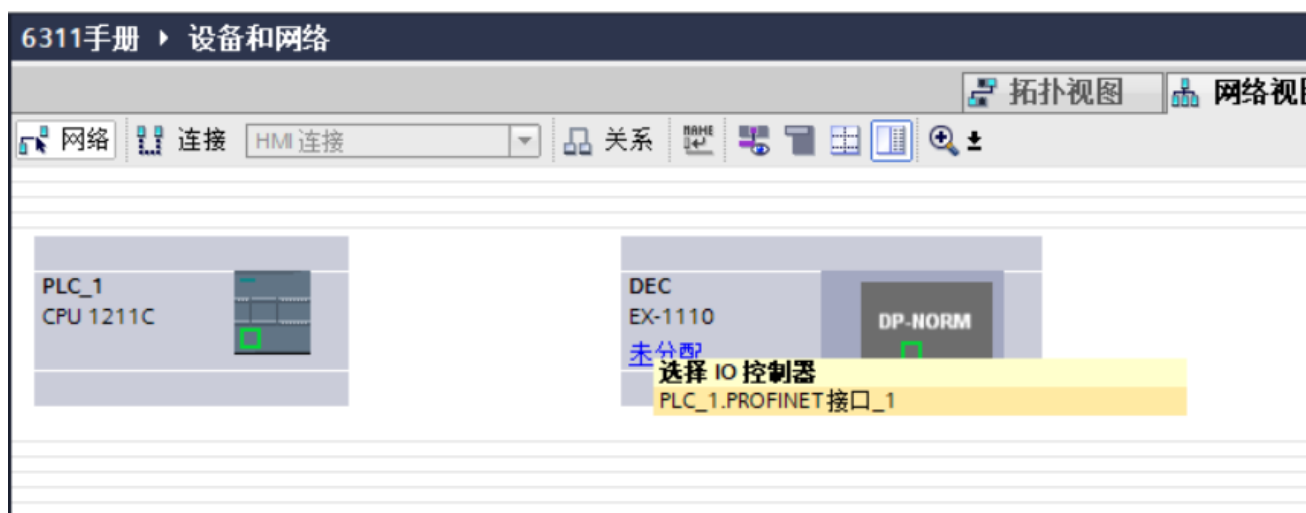 6311手册 ▸ 设备和网络
拓扑视图 网络视
网络 连接 HMI 连接 关系 NAME
PLC_1
CPU 1211C
DEC
EX-1110
DP-NORM
未分配
选择 IO 控制器
PLC_1.PROFINET接口_1